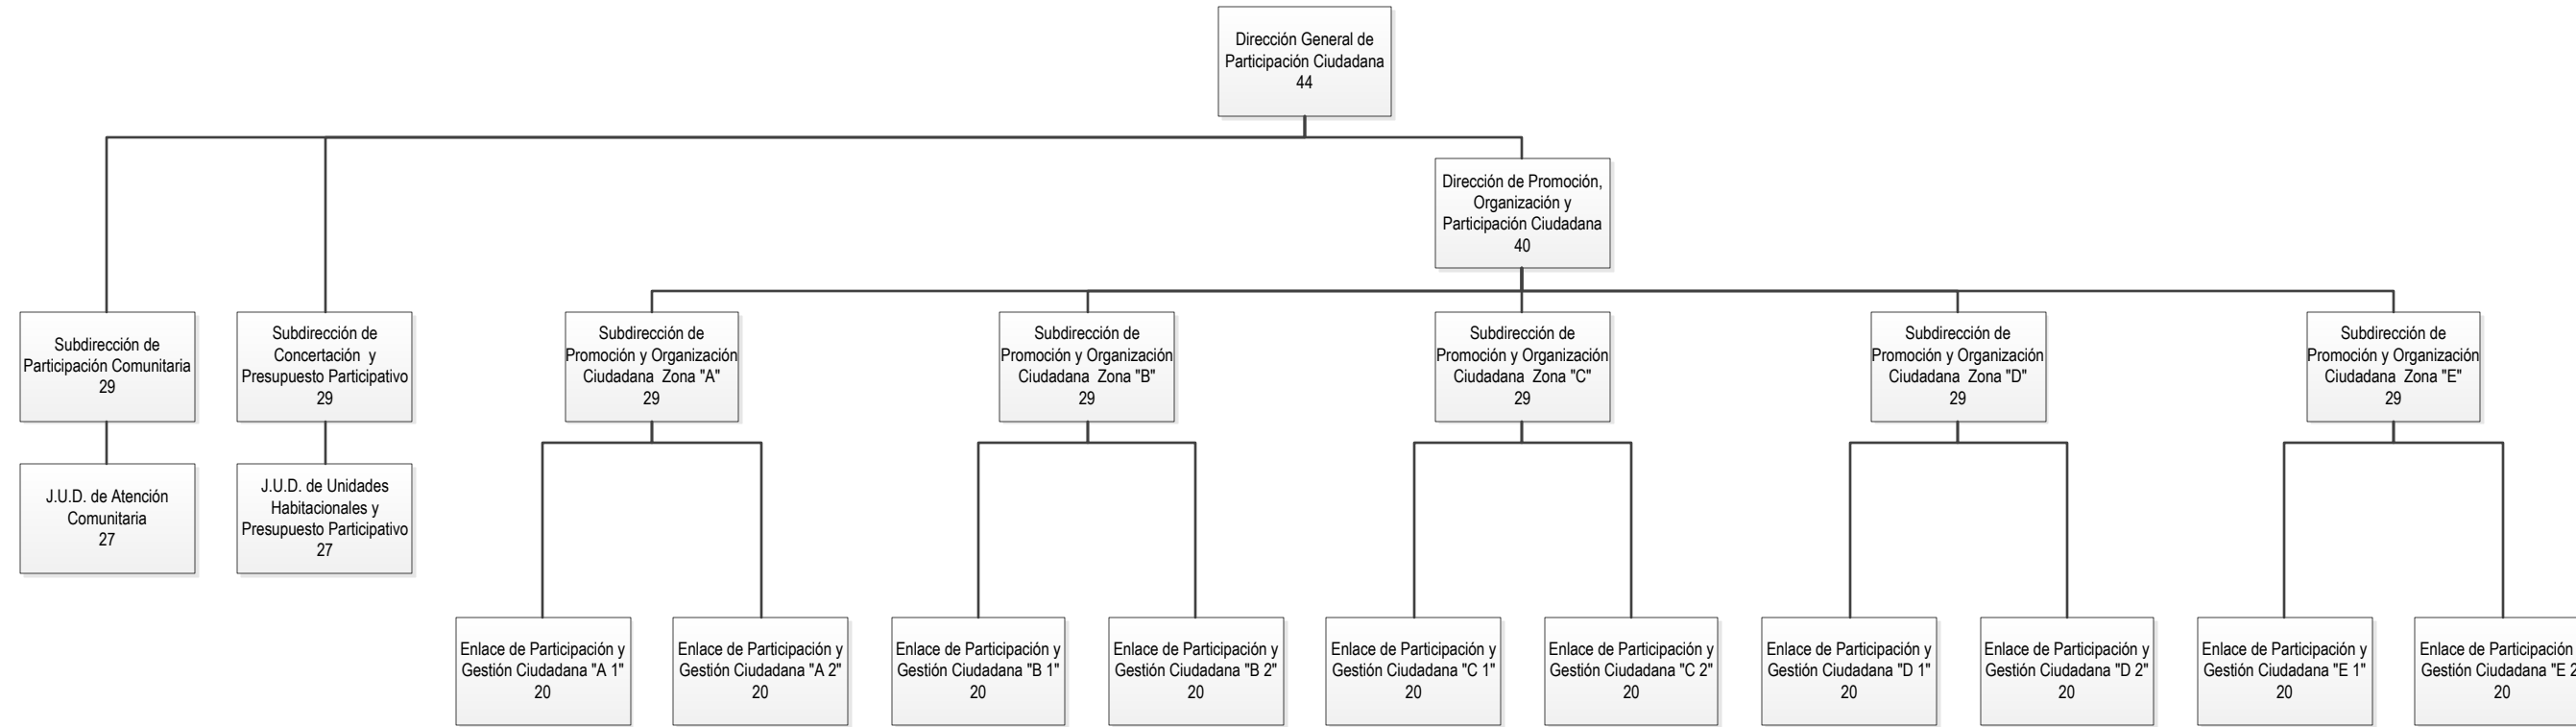 Dirección General de
Participación Ciudadana
44
Dirección de Promoción,
Organización y
Participación Ciudadana
40
Subdirección de
Participación Comunitaria
29
Subdirección de
Concertación y
Presupuesto Participativo
29
Subdirección de
Promoción y Organización
Ciudadana Zona "A"
29
Subdirección de
Promoción y Organización
Ciudadana Zona "B"
29
Subdirección de
Promoción y Organización
Ciudadana Zona "C"
29
Subdirección de
Promoción y Organización
Ciudadana Zona "D"
29
Subdirección de
Promoción y Organización
Ciudadana Zona "E"
29
J.U.D. de Atención
Comunitaria
27
J.U.D. de Unidades
Habitacionales y
Presupuesto Participativo
27
Enlace de Participación y
Gestión Ciudadana "A 1"
20
Enlace de Participación y
Gestión Ciudadana "A 2"
20
Enlace de Participación y
Gestión Ciudadana "B 1"
20
Enlace de Participación y
Gestión Ciudadana "B 2"
20
Enlace de Participación y
Gestión Ciudadana "C 1"
20
Enlace de Participación y
Gestión Ciudadana "C 2"
20
Enlace de Participación y
Gestión Ciudadana "D 1"
20
Enlace de Participación y
Gestión Ciudadana "D 2"
20
Enlace de Participación y
Gestión Ciudadana "E 1"
20
Enlace de Participación
Gestión Ciudadana "E 2
20